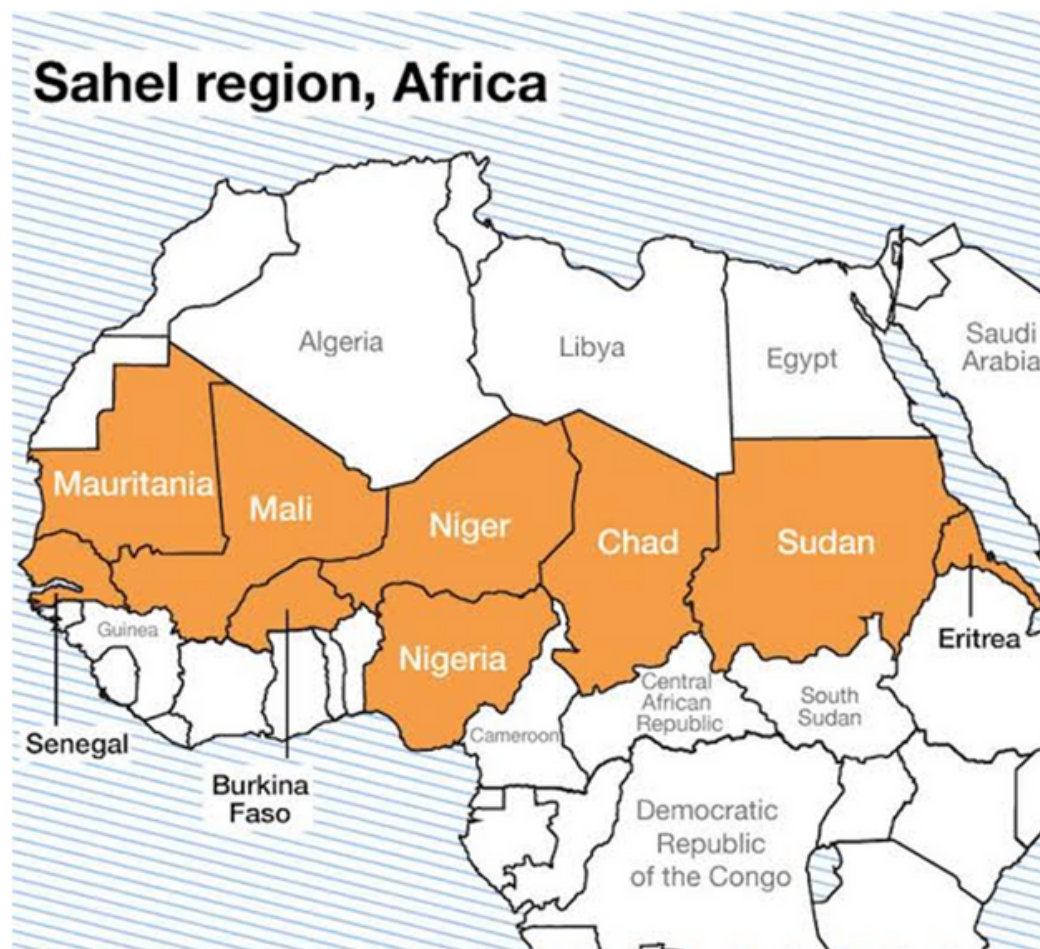 Sahel region, Africa
Algeria
Libya
Egypt
Saudi
Arabia
Mauritania
Mali
Niger
Chad
Sudan
Eritrea
Guinea
Nigeria
Senegal
Burkina
Faso
Cameroon
Central
African
Republic
South
Sudan
Democratic
Republic
of the Congo